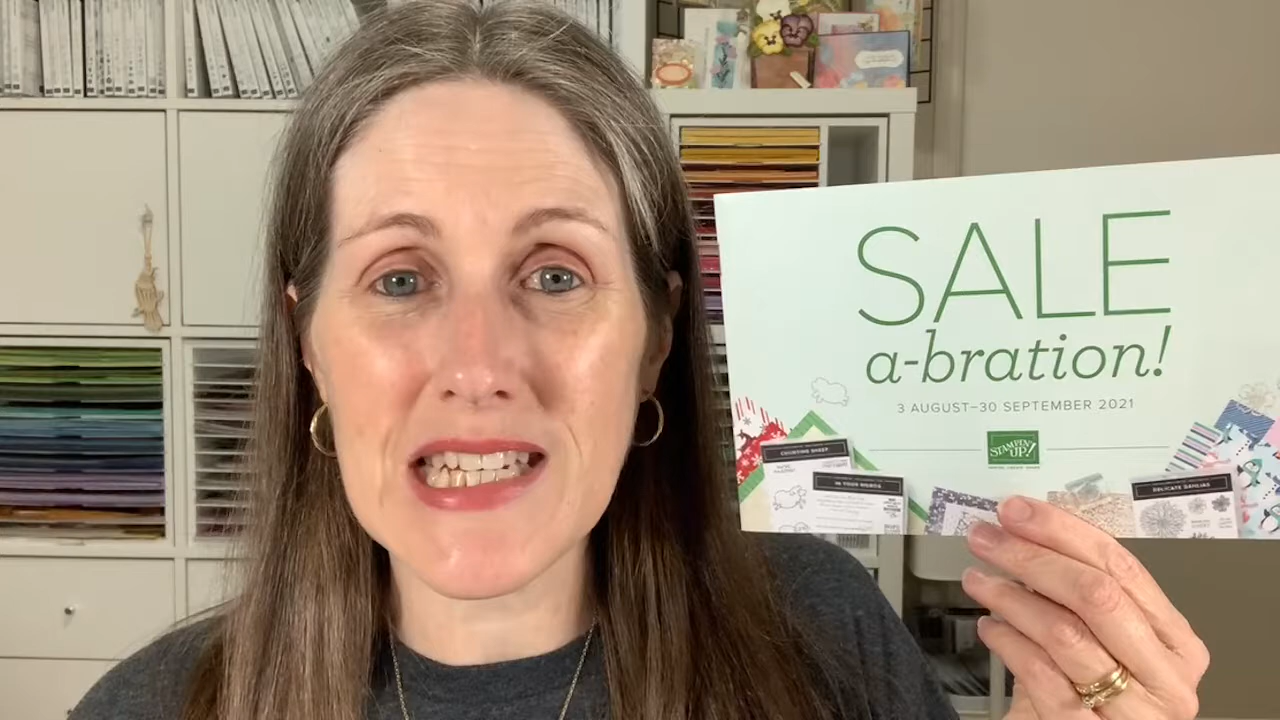 SALE
a-bration!
3 AUGUST–30 SEPTEMBER 2021
STAMPIN' UP!
COUNTING SHEEP
IN YOUR WORDS
DELICATE DAHLIAS